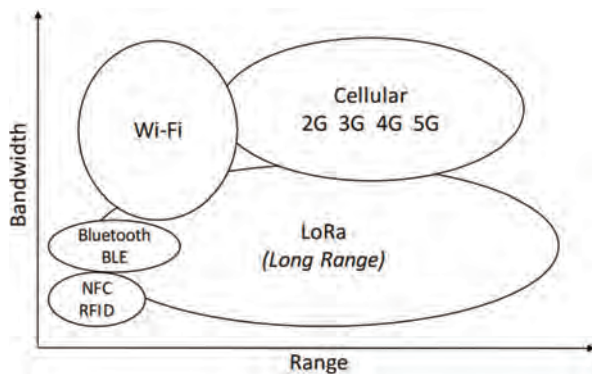 Bandwidth
Wi-Fi
Cellular
2G 3G 4G 5G
Bluetooth
BLE
LoRa
(Long Range)
NFC
RFID
Range